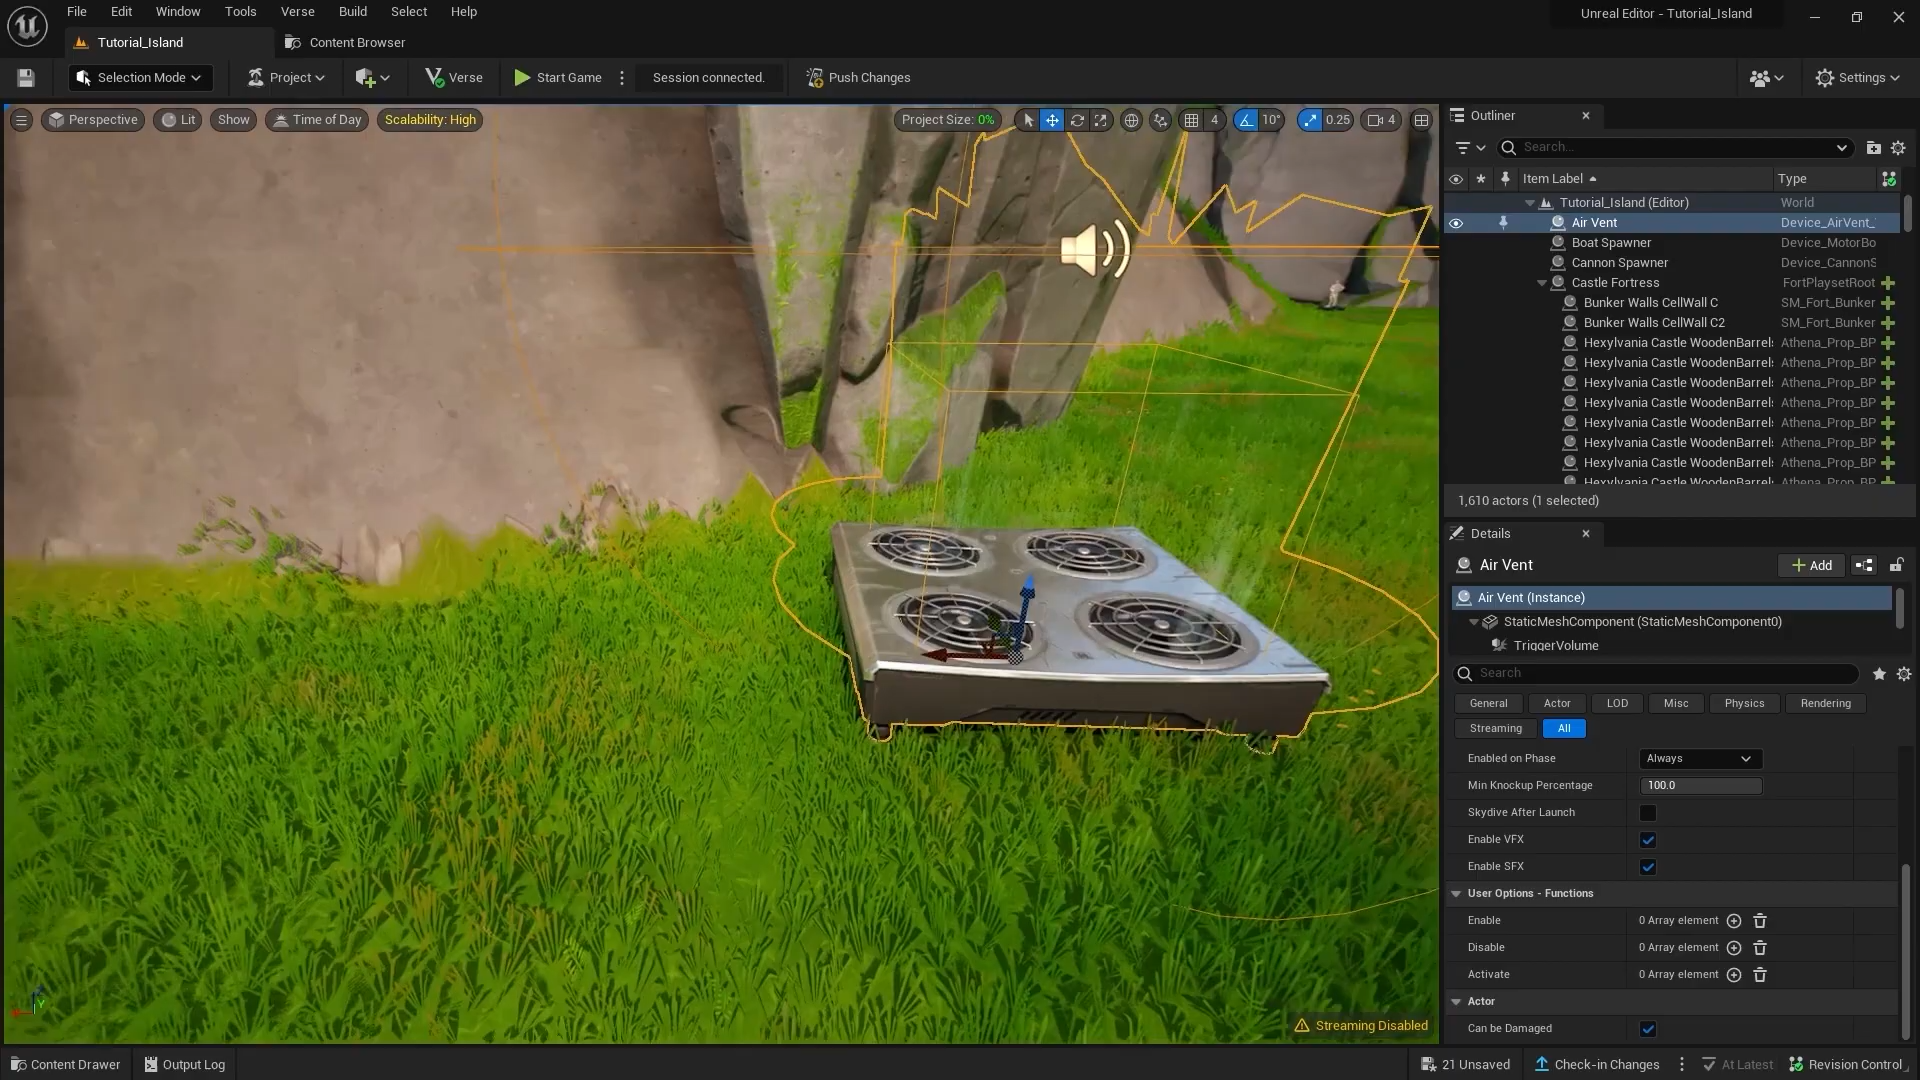 File Edit Window Tools Verse Build Select Help
Unreal Editor - Tutorial_Island
Tutorial_Island
Content Browser
Selection Mode
Project
Verse
Start Game
Session connected.
Push Changes
Settings
Perspective
Lit
Show
Time of Day
Scalability: High
Project Size: 0%
4
10°
0.25
4
Outliner
Search...
Item Label
Type
Tutorial_Island (Editor) World
Air Vent Device_AirVent_
Boat Spawner Device_MotorBo
Cannon Spawner Device_CannonS
Castle Fortress FortPlaysetRoot
Bunker Walls CellWall C SM_Fort_Bunker
Bunker Walls CellWall C2 SM_Fort_Bunker
Hexylvania Castle WoodenBarrels Athena_Prop_BP
Hexylvania Castle WoodenBarrels Athena_Prop_BP
Hexylvania Castle WoodenBarrels Athena_Prop_BP
Hexylvania Castle WoodenBarrels Athena_Prop_BP
Hexylvania Castle WoodenBarrels Athena_Prop_BP
Hexylvania Castle WoodenBarrels Athena_Prop_BP
Hexylvania Castle WoodenBarrels Athena_Prop_BP
1,610 actors (1 selected)
Details
Air Vent
Add
Air Vent (Instance)
StaticMeshComponent (StaticMeshComponent0)
TriggerVolume
Search
General Actor LOD Misc Physics Rendering
Streaming All
Enabled on Phase Always
Min Knockup Percentage 100.0
Skydive After Launch
Enable VFX
Enable SFX
User Options - Functions
Enable 0 Array element
Disable 0 Array element
Activate 0 Array element
Actor
Can be Damaged
Y
Streaming Disabled
Content Drawer
Output Log
21 Unsaved
Check-in Changes
At Latest
Revision Control